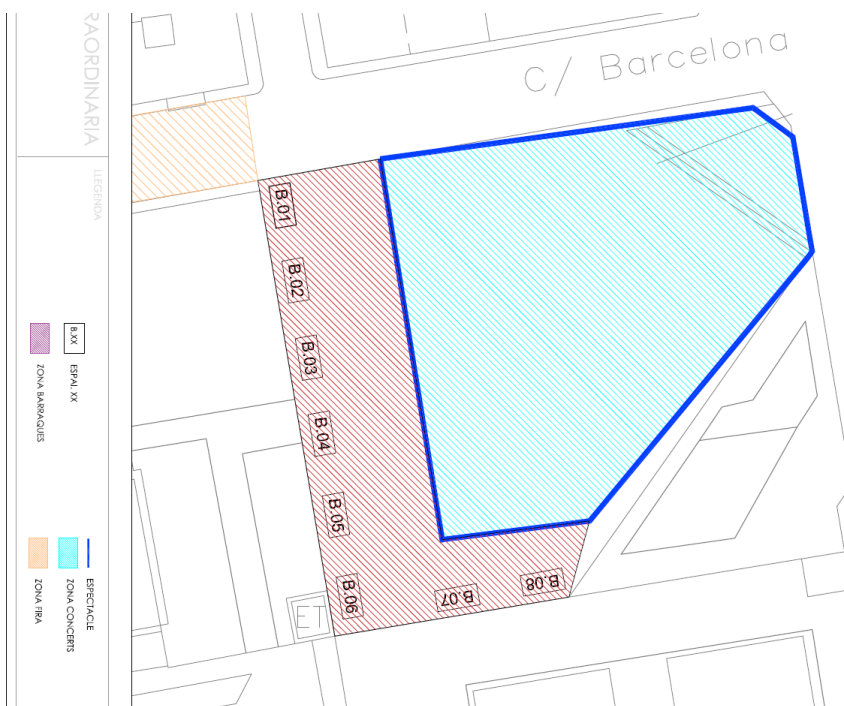 RAORDINARIA
LLEGENDA
B.XX
ESPAI. XX
ZONA BARRAQUES
ESPECTACLE
ZONA CONCERTS
ZONA FIRA
C/ Barcelona
B.01
B.02
B.03
B.04
B.05
B.06
B.07
B.08
ET